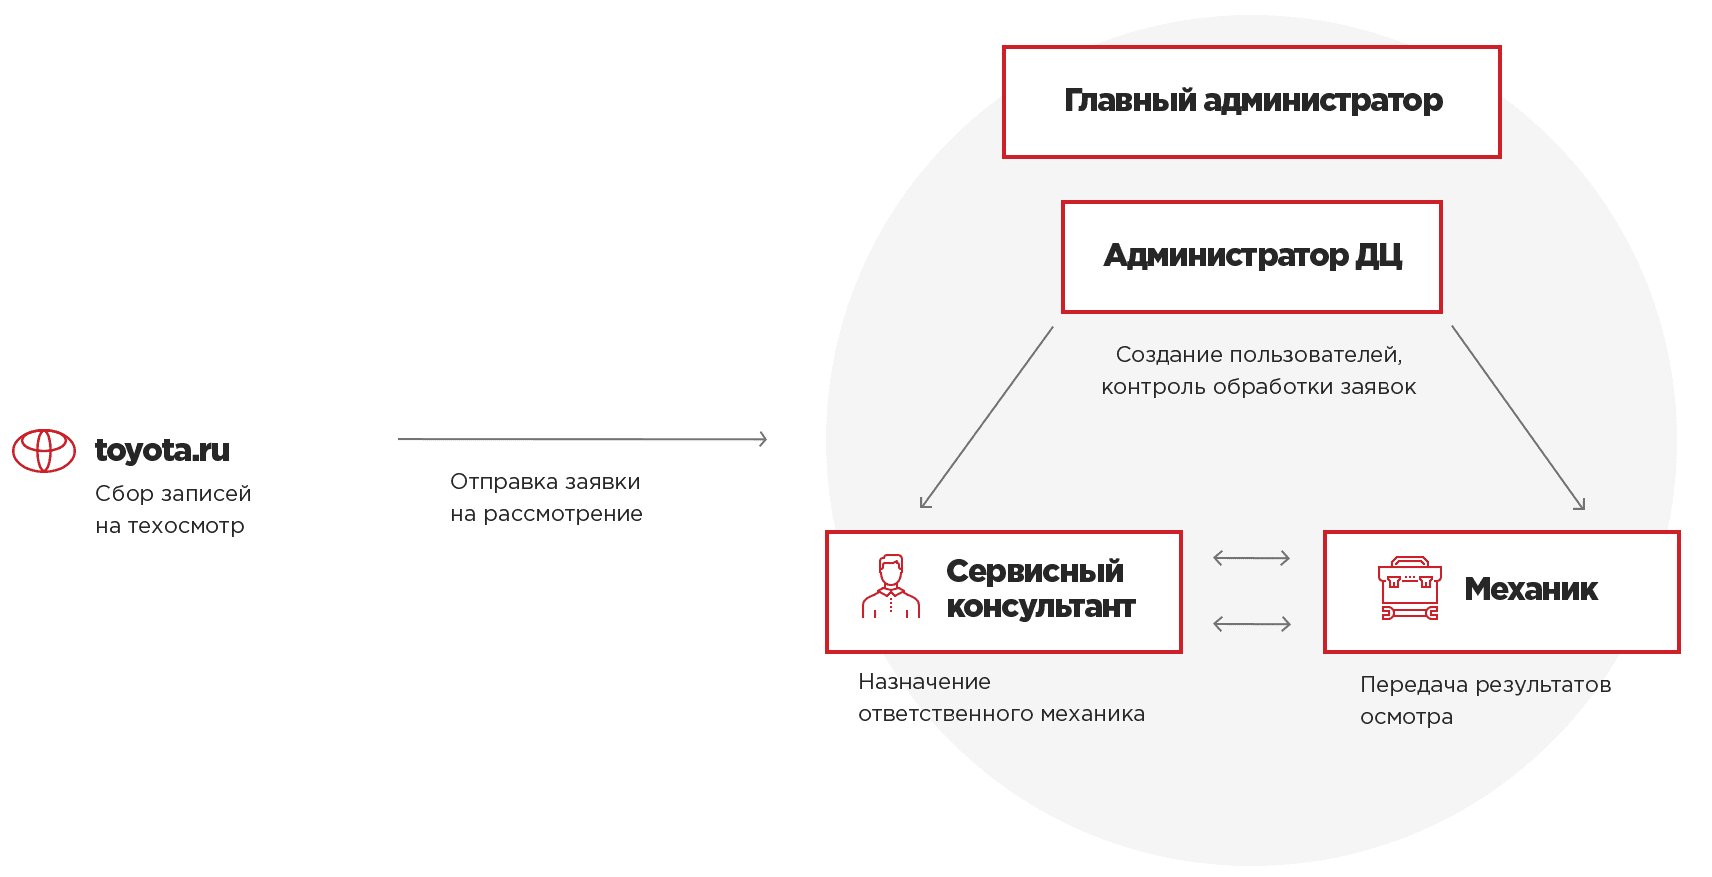 Главный администратор
Администратор ДЦ
Создание пользователей,
контроль обработки заявок
toyota.ru
Сбор записей
на техосмотр
Отправка заявки
на рассмотрение
Сервисный
консультант
Механик
Назначение
ответственного механика
Передача результатов
осмотра